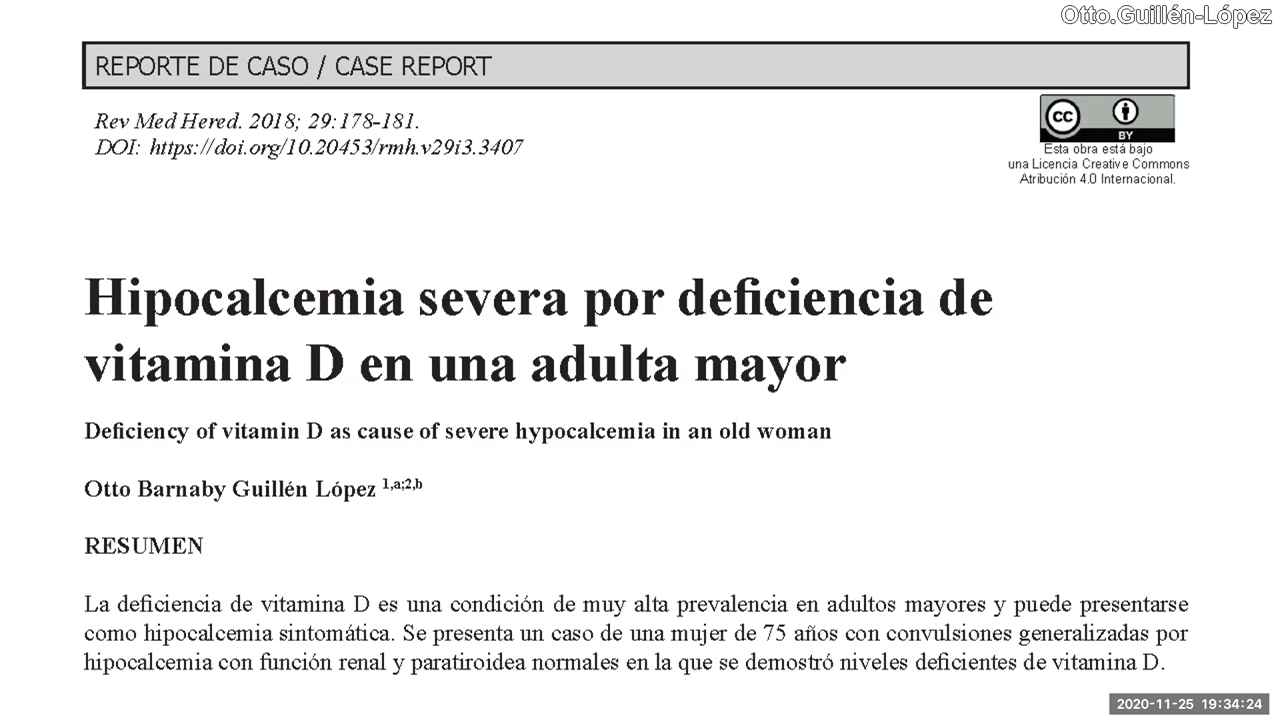 Otto.Guillén-López
REPORTE DE CASO / CASE REPORT
Rev Med Hered. 2018; 29:178-181.
DOI: https://doi.org/10.20453/rmh.v29i3.3407
cc
BY
Esta obra está bajo
una Licencia Creative Commons
Atribución 4.0 Internacional.
Hipocalcemia severa por deficiencia de
vitamina D en una adulta mayor
Deficiency of vitamin D as cause of severe hypocalcemia in an old woman
Otto Barnaby Guillén López 1,a;2,b
RESUMEN
La deficiencia de vitamina D es una condición de muy alta prevalencia en adultos mayores y puede presentarse
como hipocalcemia sintomática. Se presenta un caso de una mujer de 75 años con convulsiones generalizadas por
hipocalcemia con función renal y paratiroidea normales en la que se demostró niveles deficientes de vitamina D.
2020-11-25 19:34:24